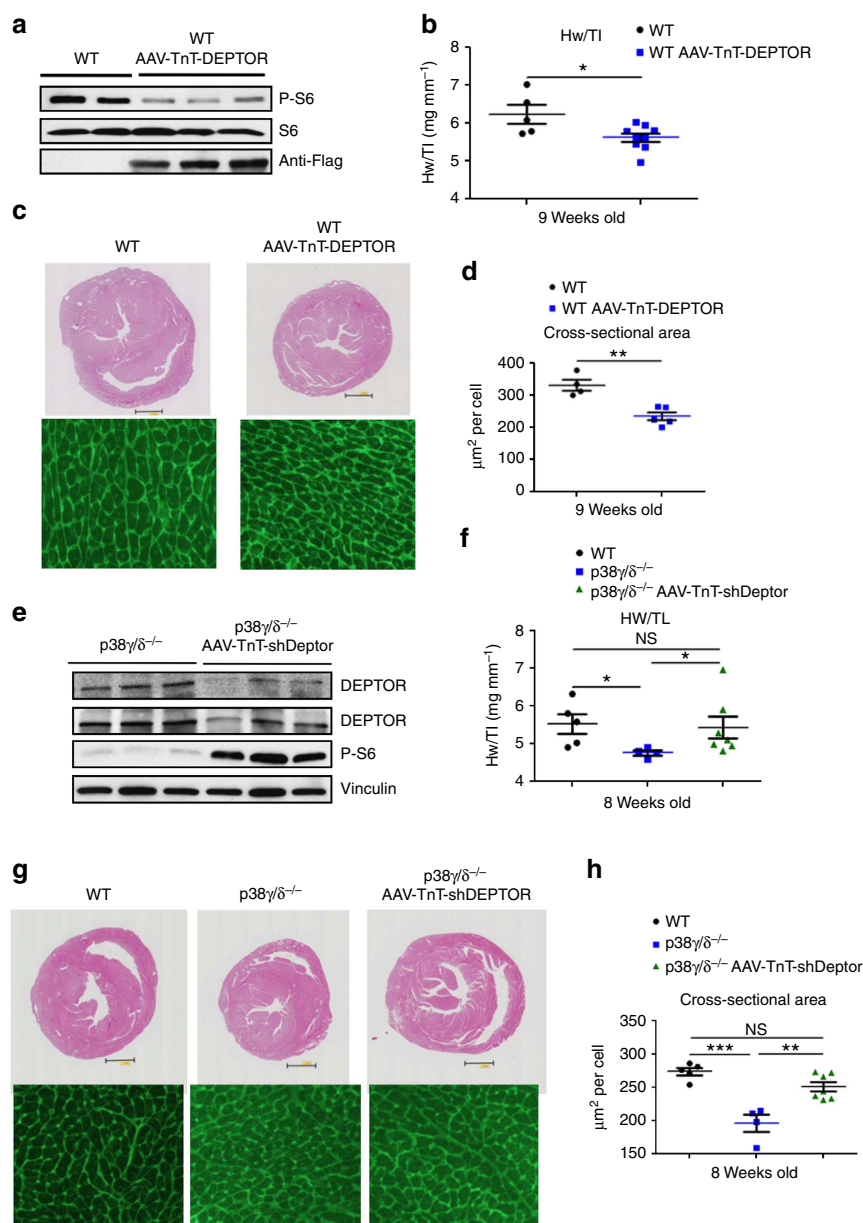 a
WT
WT
AAV-TnT-DEPTOR
P-S6
S6
Anti-Flag
b
WT
WT AAV-TnT-DEPTOR
Hw/Tl
*
Hw/Tl (mg mm⁻¹)
8
7
6
5
4
9 Weeks old
c
WT
WT
AAV-TnT-DEPTOR
d
WT
WT AAV-TnT-DEPTOR
Cross-sectional area
**
μm² per cell
400
300
200
100
0
9 Weeks old
e
p38γ/δ⁻/⁻
p38γ/δ⁻/⁻
AAV-TnT-shDeptor
DEPTOR
DEPTOR
P-S6
Vinculin
f
WT
p38γ/δ⁻/⁻
p38γ/δ⁻/⁻ AAV-TnT-shDeptor
HW/TL
NS
*
*
Hw/Tl (mg mm⁻¹)
8
7
6
5
4
8 Weeks old
g
WT
p38γ/δ⁻/⁻
p38γ/δ⁻/⁻
AAV-TnT-shDEPTOR
h
WT
p38γ/δ⁻/⁻
p38γ/δ⁻/⁻ AAV-TnT-shDeptor
Cross-sectional area
NS
***
**
μm² per cell
350
300
250
200
150
8 Weeks old